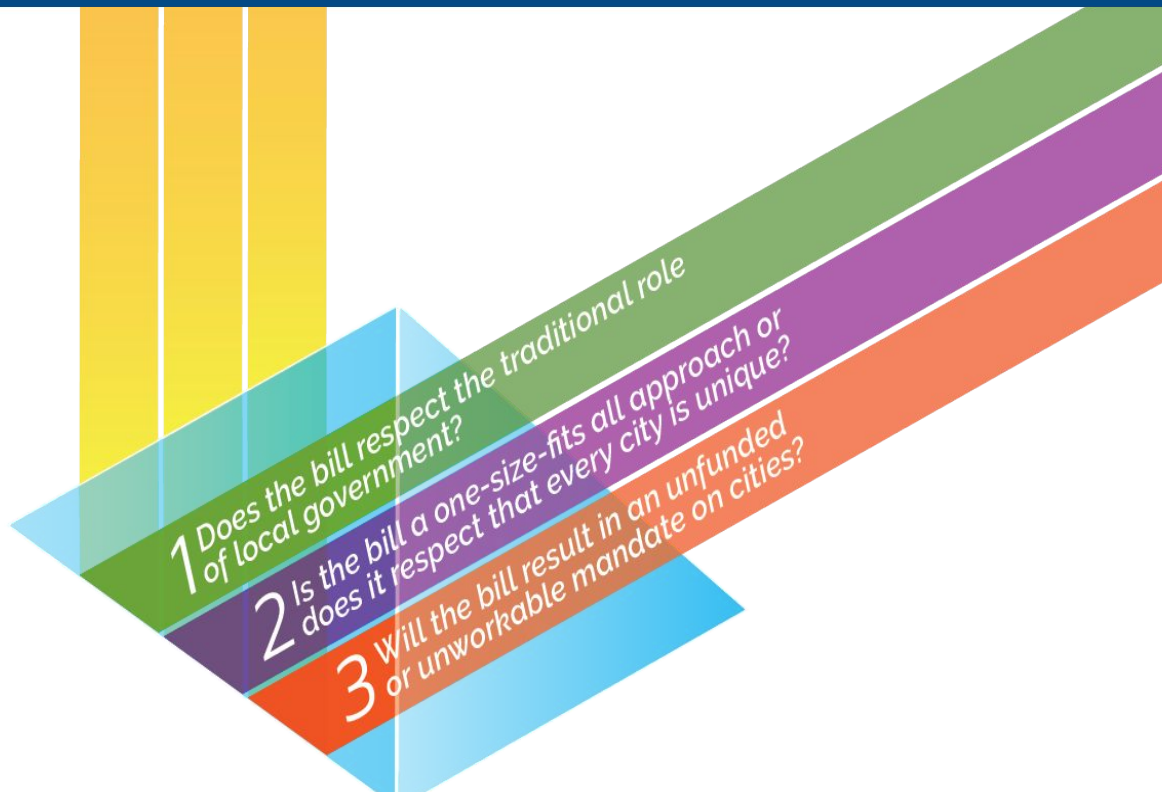 1 Does the bill respect the traditional role
of local government?
2 Is the bill a one-size-fits all approach or
does it respect that every city is unique?
3 Will the bill result in an unfunded
or unworkable mandate on cities?